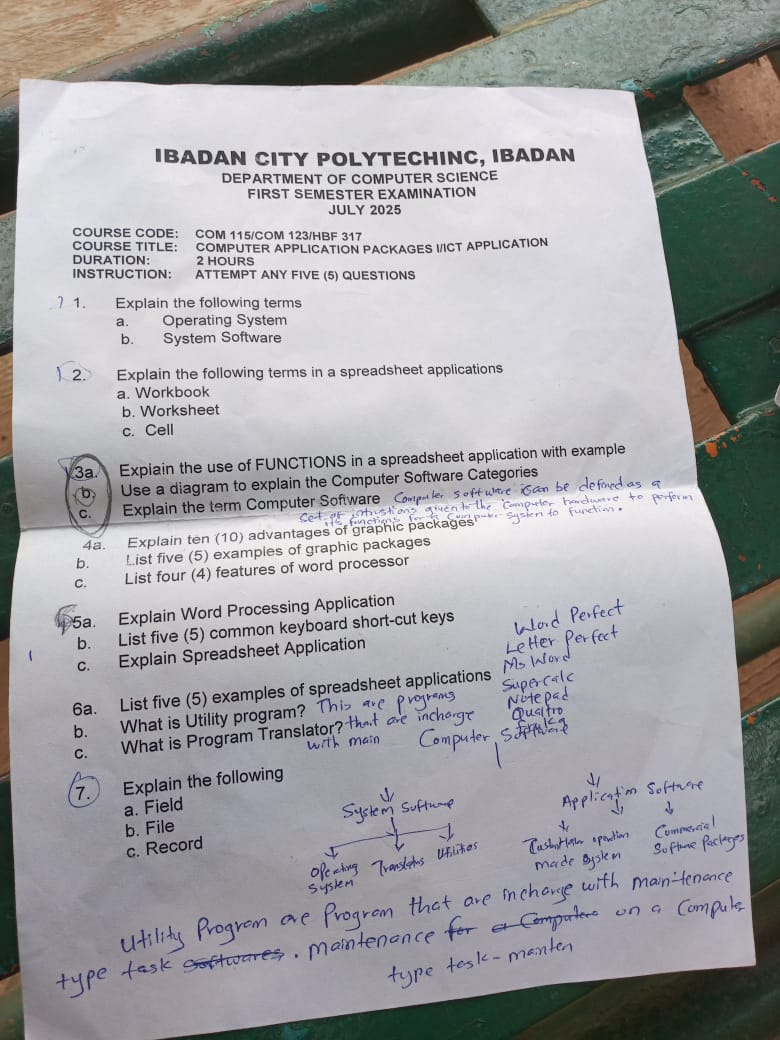 IBADAN CITY POLYTECHINC, IBADAN
DEPARTMENT OF COMPUTER SCIENCE
FIRST SEMESTER EXAMINATION
JULY 2025
COURSE CODE: COM 115/COM 123/HBF 317
COURSE TITLE: COMPUTER APPLICATION PACKAGES I/ICT APPLICATION
DURATION: 2 HOURS
INSTRUCTION: ATTEMPT ANY FIVE (5) QUESTIONS
1. Explain the following terms
a. Operating System
b. System Software
2. Explain the following terms in a spreadsheet applications
a. Workbook
b. Worksheet
c. Cell
3a. Explain the use of FUNCTIONS in a spreadsheet application with example
b. Use a diagram to explain the Computer Software Categories
c. Explain the term Computer Software Computer software can be defined as a
Set of intrustions given to the Computer hardware to perform
its functions for a Computer System to function.
4a. Explain ten (10) advantages of graphic packages
b. List five (5) examples of graphic packages
c. List four (4) features of word processor
5a. Explain Word Processing Application
b. List five (5) common keyboard short-cut keys
c. Explain Spreadsheet Application
Word Perfect
Letter perfect
Ms Word
Supercalc
Notepad
Quattro
6a. List five (5) examples of spreadsheet applications
b. What is Utility program? This are programs
c. What is Program Translator? that are incharge
with main
Computer Software
7. Explain the following
a. Field
b. File
c. Record
System Software
Application Software
Operating System
Translators
Utilities
operation
made System
Commercial
Software Packages
Utility Program are Program that are incharge with maintenance
type task softwares. maintenance for a Computers on a Computer
type task - mainten